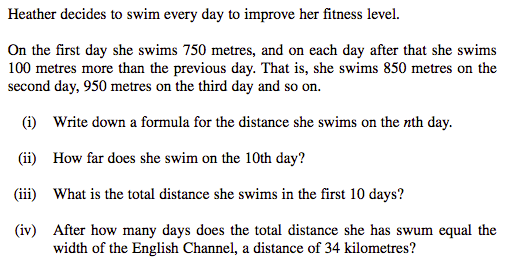 Heather decides to swim every day to improve her fitness level.
On the first day she swims 750 metres, and on each day after that she swims
100 metres more than the previous day. That is, she swims 850 metres on the
second day, 950 metres on the third day and so on.
(i) Write down a formula for the distance she swims on the nth day.
(ii) How far does she swim on the 10th day?
(iii) What is the total distance she swims in the first 10 days?
(iv) After how many days does the total distance she has swum equal the
width of the English Channel, a distance of 34 kilometres?